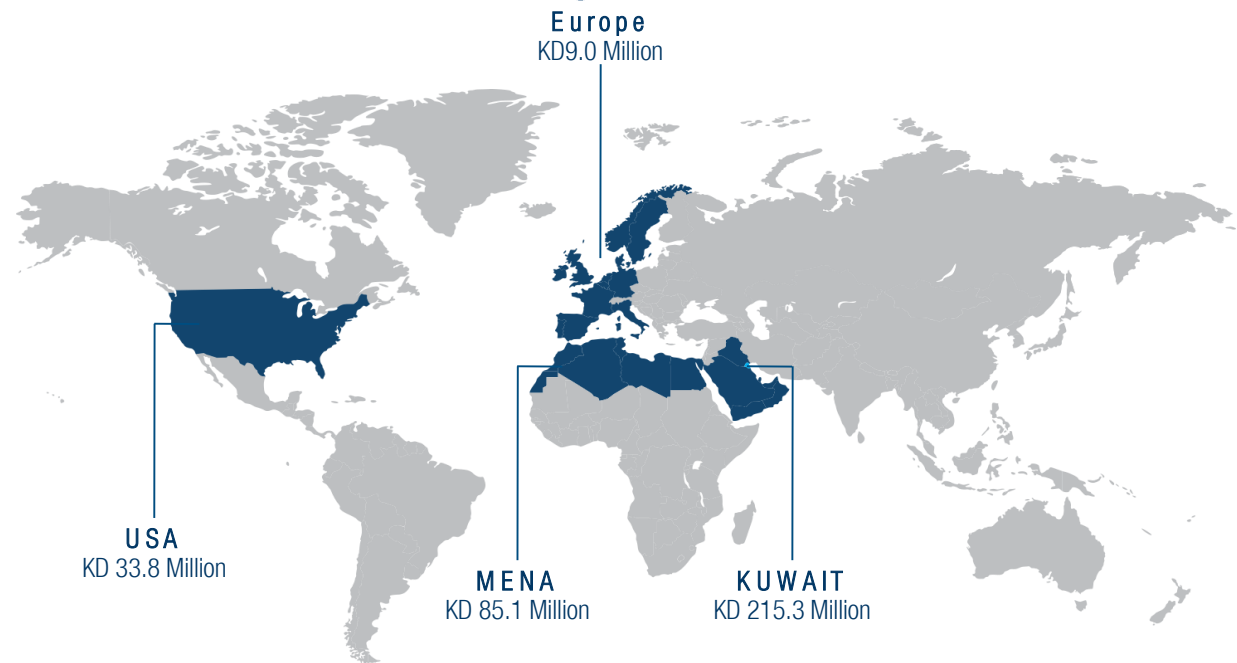 Europe
KD9.0 Million
USA
KD 33.8 Million
MENA
KD 85.1 Million
KUWAIT
KD 215.3 Million